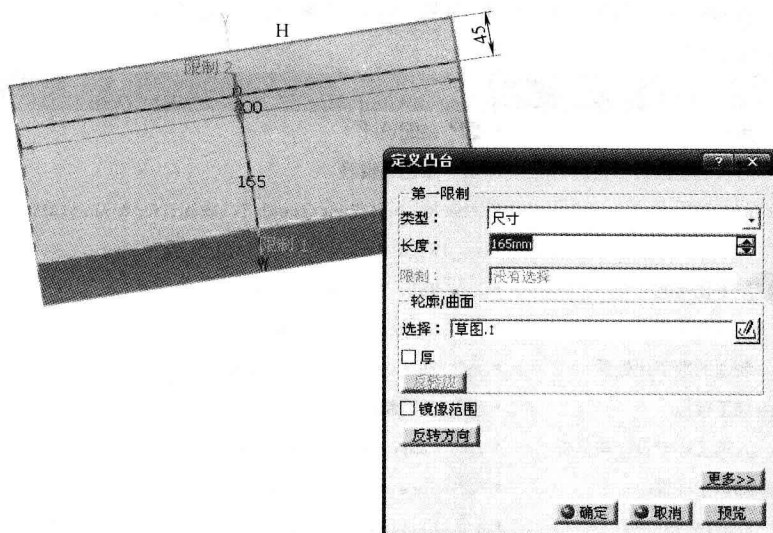 Y
H
45
限制 2
155
限制 1
定义凸台
? ×
第一限制
类型： 尺寸
长度： 165mm
限制： 没有选择
轮廓/曲面
选择： 草图.1
厚
反转边
镜像范围
反转方向
更多>>
确定 取消 预览